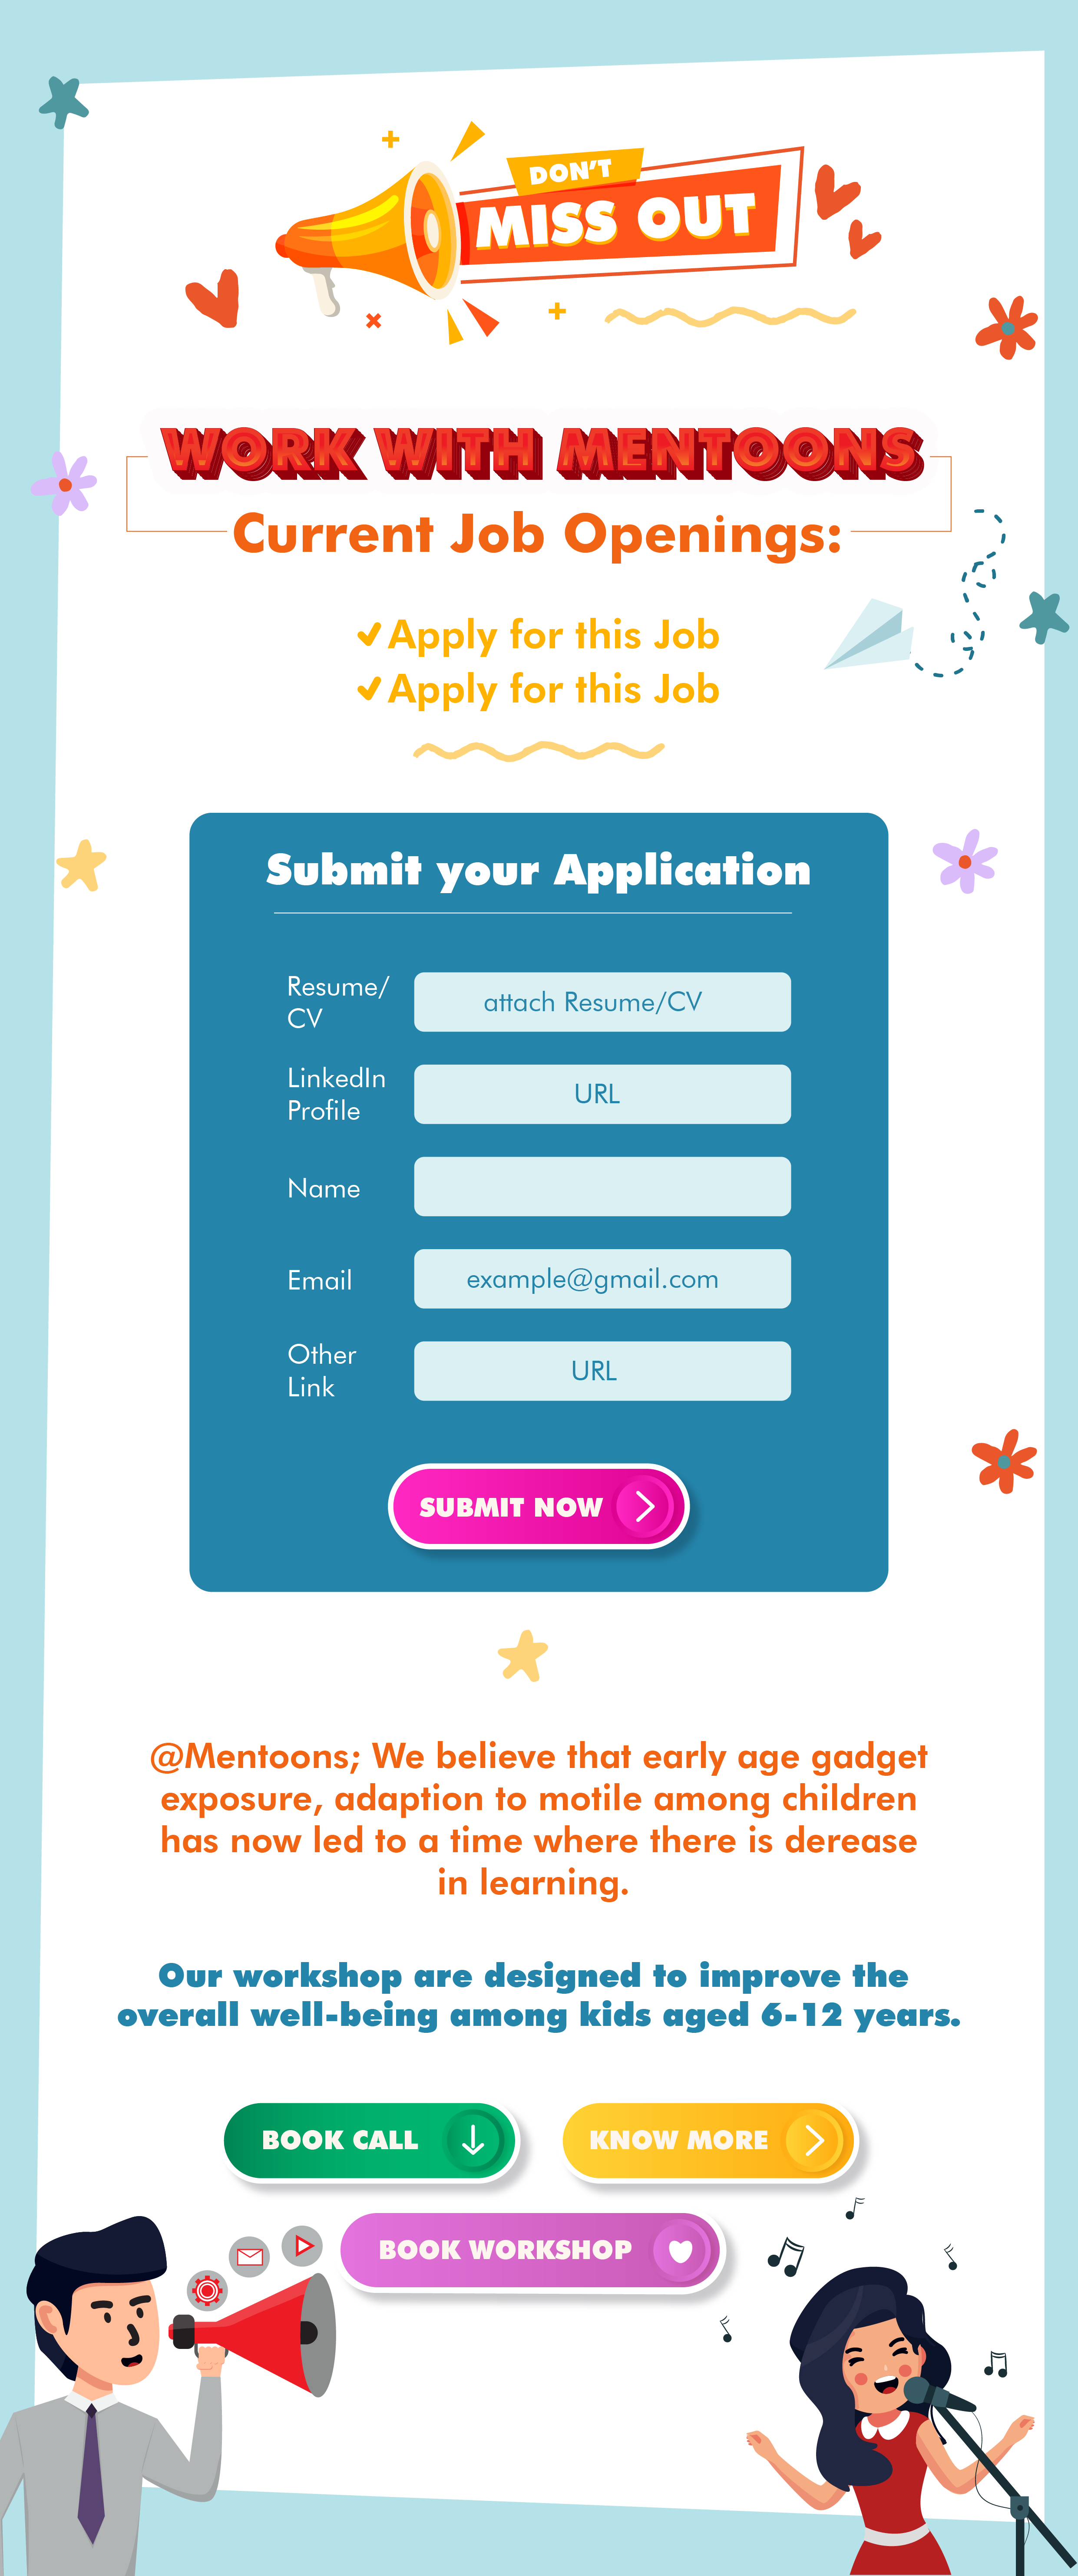 DON'T
MISS OUT
WORK WITH MENTOONS
Current Job Openings:
Apply for this Job
Apply for this Job
Submit your Application
Resume/
CV
attach Resume/CV
LinkedIn
Profile
URL
Name
Email
example@gmail.com
Other
Link
URL
SUBMIT NOW
@Mentoons; We believe that early age gadget
exposure, adaption to motile among children
has now led to a time where there is derease
in learning.
Our workshop are designed to improve the
overall well-being among kids aged 6-12 years.
BOOK CALL
KNOW MORE
BOOK WORKSHOP